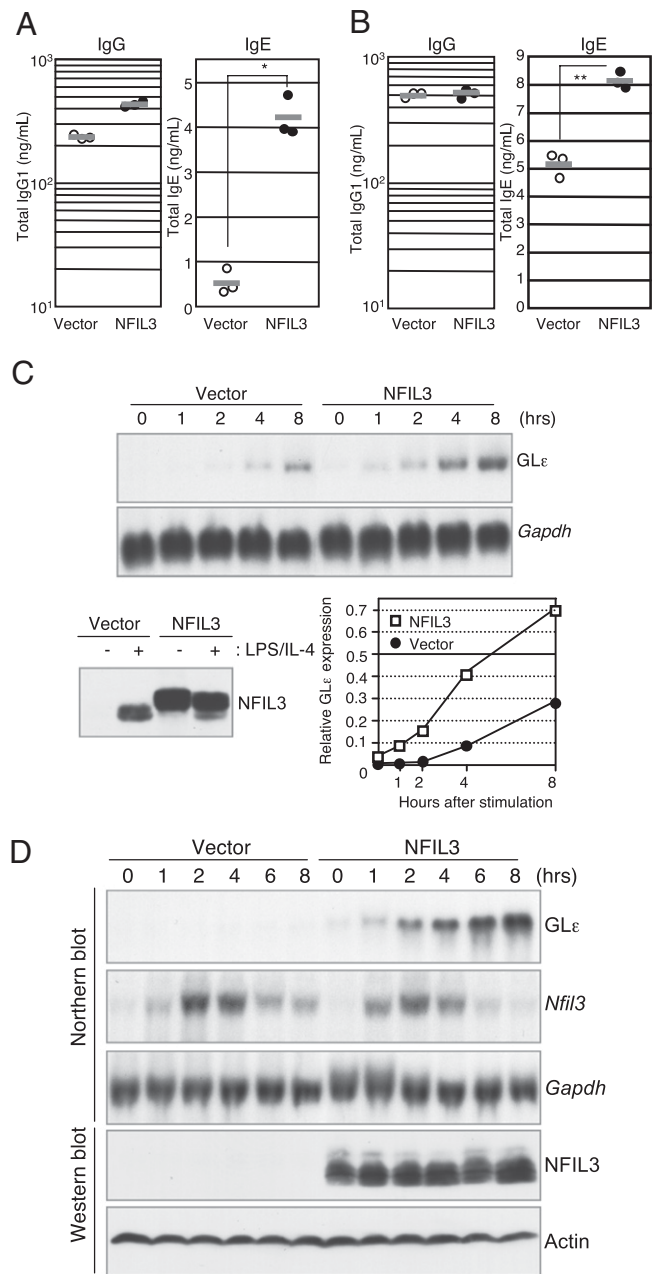 A
IgG
IgE
Total IgG1 (ng/mL)
10³
10²
10¹
Vector
NFIL3
Total IgE (ng/mL)
5
4
3
2
1
0
*
Vector
NFIL3
B
IgG
IgE
Total IgG1 (ng/mL)
10³
10²
10¹
Vector
NFIL3
Total IgE (ng/mL)
9
8
7
6
5
4
3
2
1
0
**
Vector
NFIL3
C
Vector NFIL3
0 1 2 4 8 0 1 2 4 8 (hrs)
GLε
Gapdh
Vector NFIL3
- + - + : LPS/IL-4
NFIL3
Relative GLε expression
0.7
0.6
0.5
0.4
0.3
0.2
0.1
0
NFIL3
Vector
1 2 4 8
Hours after stimulation
D
Vector NFIL3
0 1 2 4 6 8 0 1 2 4 6 8 (hrs)
Northern blot
GLε
Nfil3
Gapdh
Western blot
NFIL3
Actin